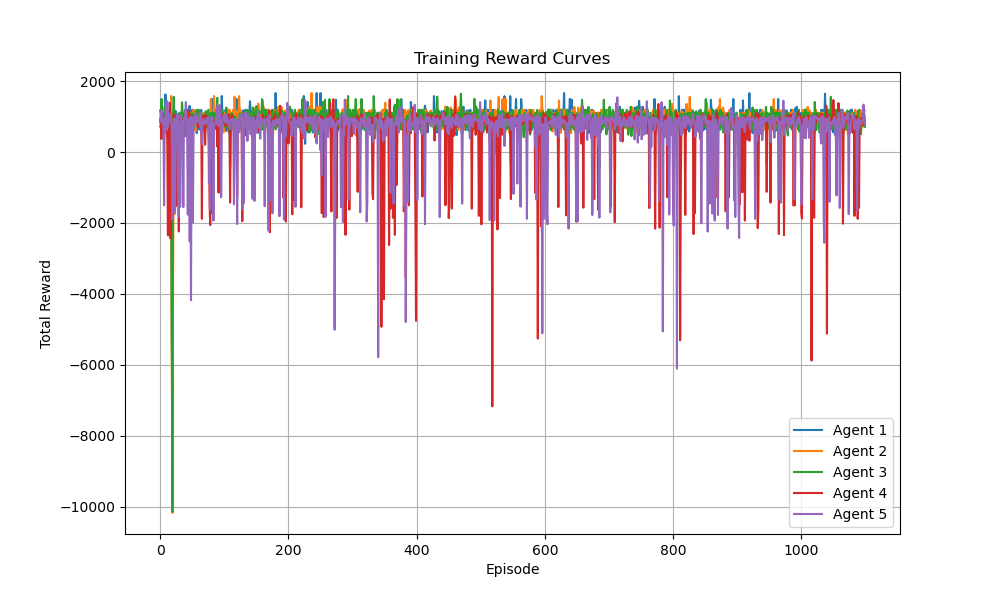 Training Reward Curves
2000
0
−2000
−4000
−6000
−8000
−10000
Total Reward
0 200 400 600 800 1000
Episode
Agent 1
Agent 2
Agent 3
Agent 4
Agent 5